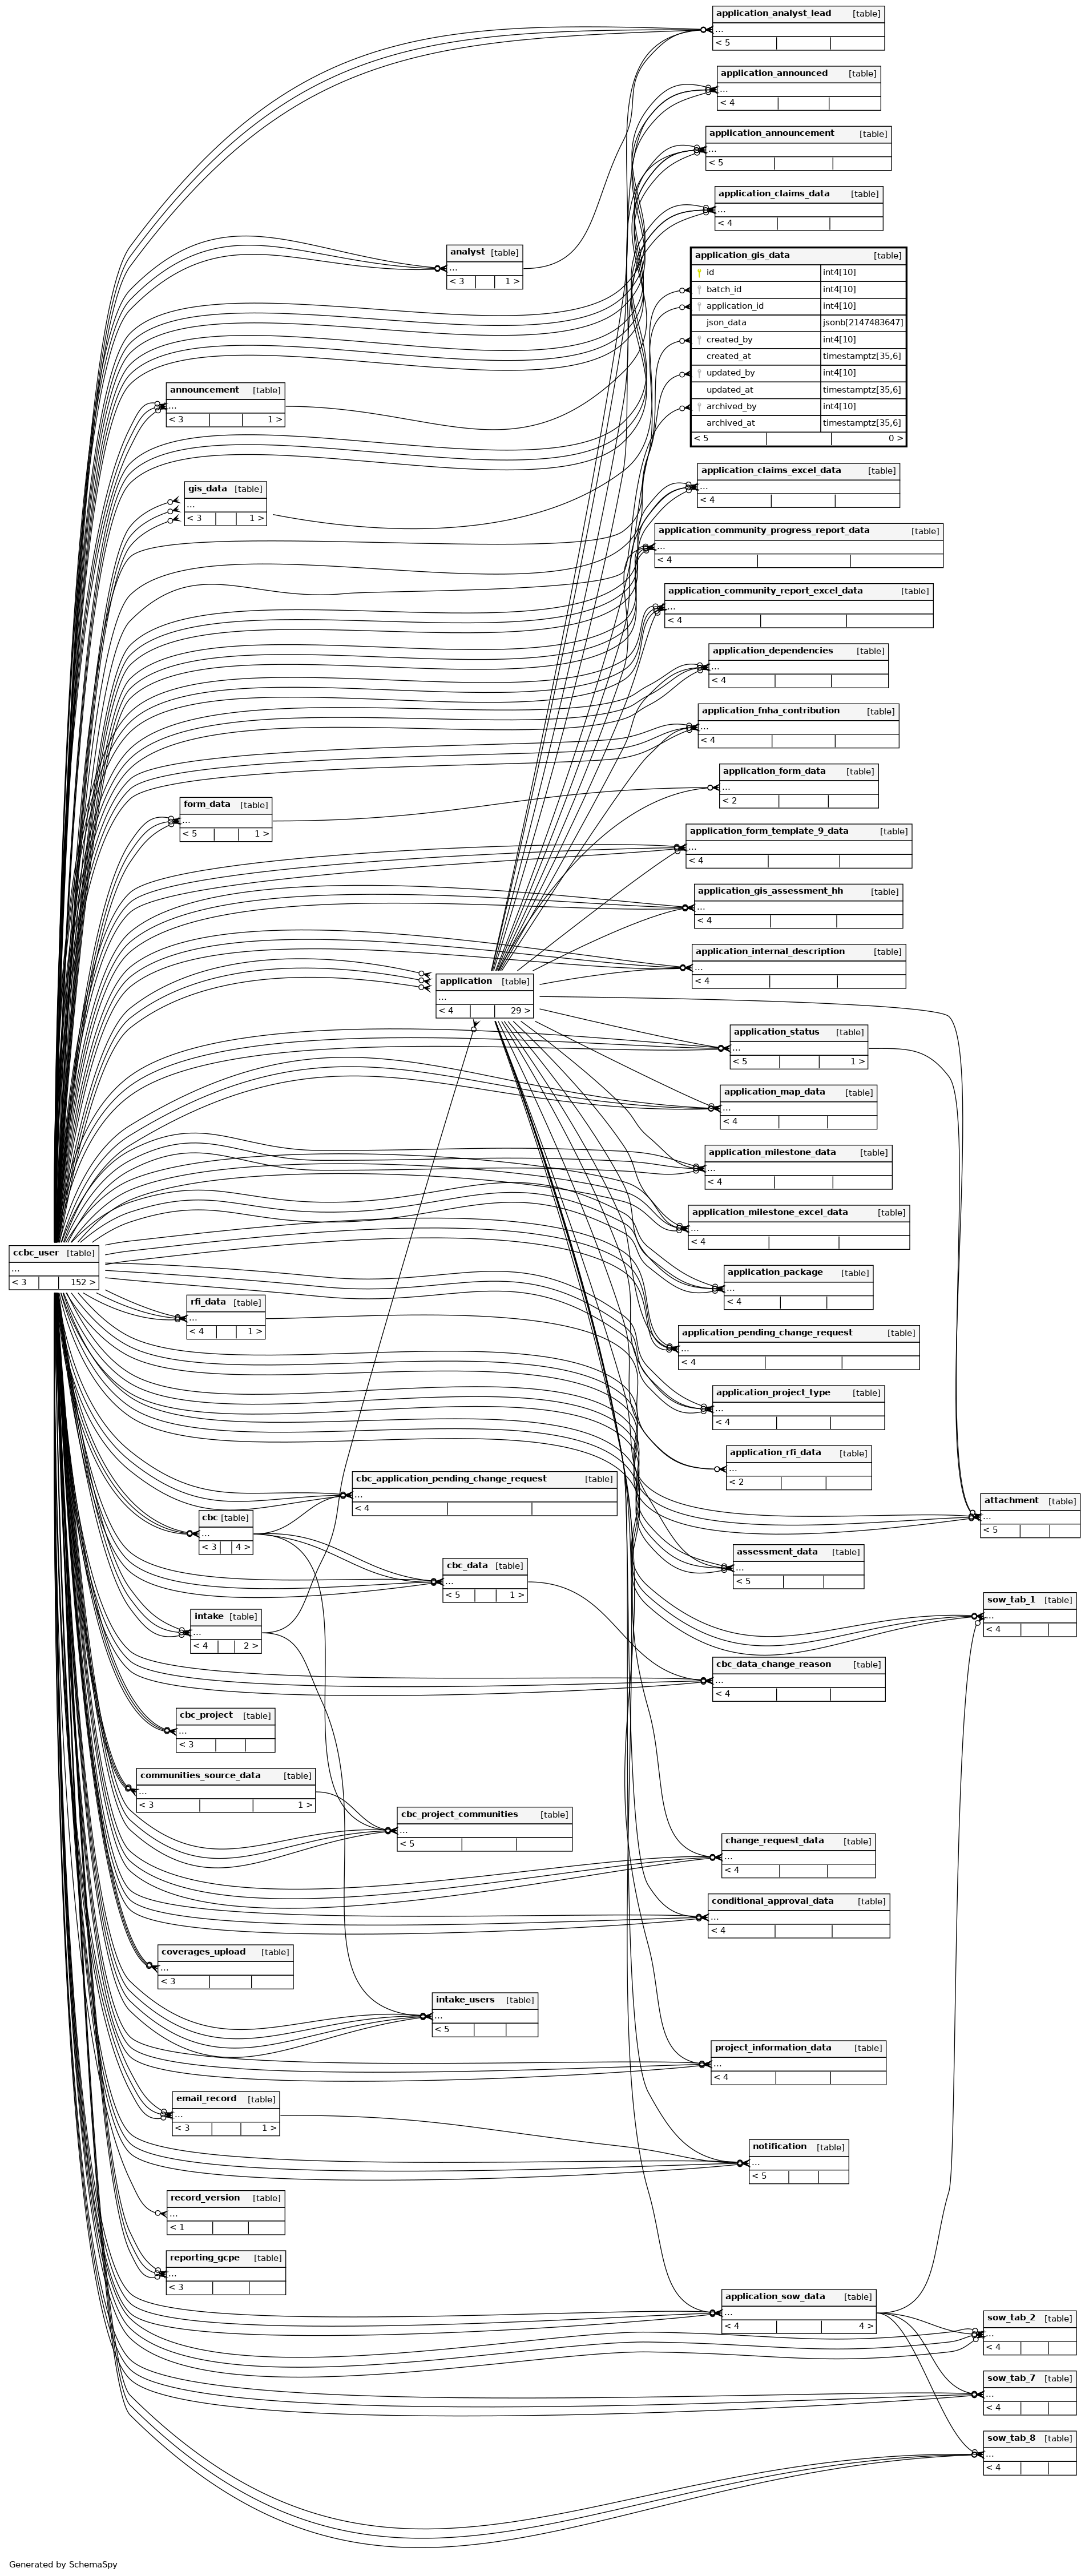 application_analyst_lead [table]
...
< 5
application_announced [table]
...
< 4
application_announcement [table]
...
< 5
application_claims_data [table]
...
< 4
analyst [table]
...
< 3 1 >
application_gis_data [table]
id int4[10]
batch_id int4[10]
application_id int4[10]
json_data jsonb[2147483647]
created_by int4[10]
created_at timestamptz[35,6]
updated_by int4[10]
updated_at timestamptz[35,6]
archived_by int4[10]
archived_at timestamptz[35,6]
< 5 0 >
announcement [table]
...
< 3 1 >
application_claims_excel_data [table]
...
< 4
gis_data [table]
...
< 3 1 >
application_community_progress_report_data [table]
...
< 4
application_community_report_excel_data [table]
...
< 4
application_dependencies [table]
...
< 4
application_fnha_contribution [table]
...
< 4
application_form_data [table]
...
< 2
form_data [table]
...
< 5 1 >
application_form_template_9_data [table]
...
< 4
application_gis_assessment_hh [table]
...
< 4
application_internal_description [table]
...
< 4
application [table]
...
< 4 29 >
application_status [table]
...
< 5 1 >
application_map_data [table]
...
< 4
application_milestone_data [table]
...
< 4
application_milestone_excel_data [table]
...
< 4
ccbc_user [table]
...
< 3 152 >
application_package [table]
...
< 4
rfi_data [table]
...
< 4 1 >
application_pending_change_request [table]
...
< 4
application_project_type [table]
...
< 4
application_rfi_data [table]
...
< 2
cbc_application_pending_change_request [table]
...
< 4
attachment [table]
...
< 5
cbc [table]
...
< 3 4 >
assessment_data [table]
...
< 5
cbc_data [table]
...
< 5 1 >
sow_tab_1 [table]
...
< 4
intake [table]
...
< 4 2 >
cbc_data_change_reason [table]
...
< 4
cbc_project [table]
...
< 3
communities_source_data [table]
...
< 3 1 >
cbc_project_communities [table]
...
< 5
change_request_data [table]
...
< 4
conditional_approval_data [table]
...
< 4
coverages_upload [table]
...
< 3
intake_users [table]
...
< 5
project_information_data [table]
...
< 4
email_record [table]
...
< 3 1 >
notification [table]
...
< 5
record_version [table]
...
< 1
reporting_gcpe [table]
...
< 3
application_sow_data [table]
...
< 4 4 >
sow_tab_2 [table]
...
< 4
sow_tab_7 [table]
...
< 4
sow_tab_8 [table]
...
< 4
Generated by SchemaSpy